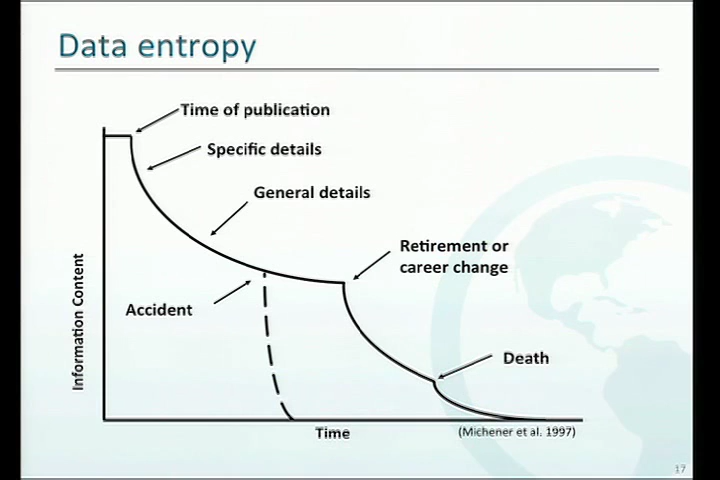 Data entropy
Time of publication
Specific details
General details
Retirement or
career change
Accident
Death
Information Content
Time
(Michener et al. 1997)
17